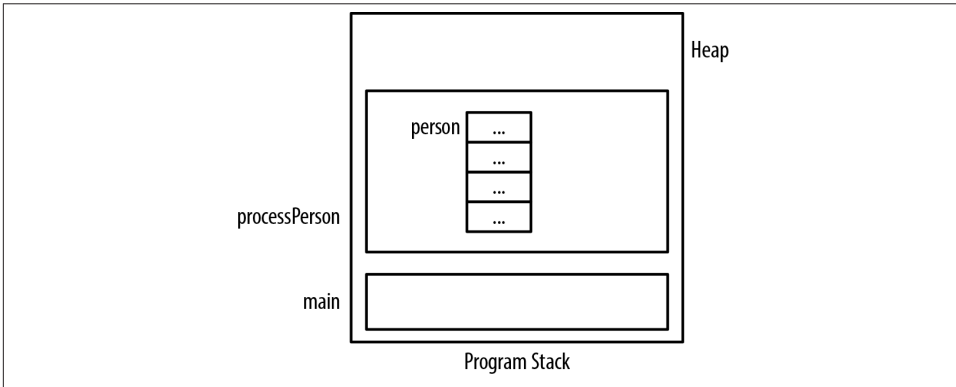 Heap
person
...
...
...
...
processPerson
main
Program Stack